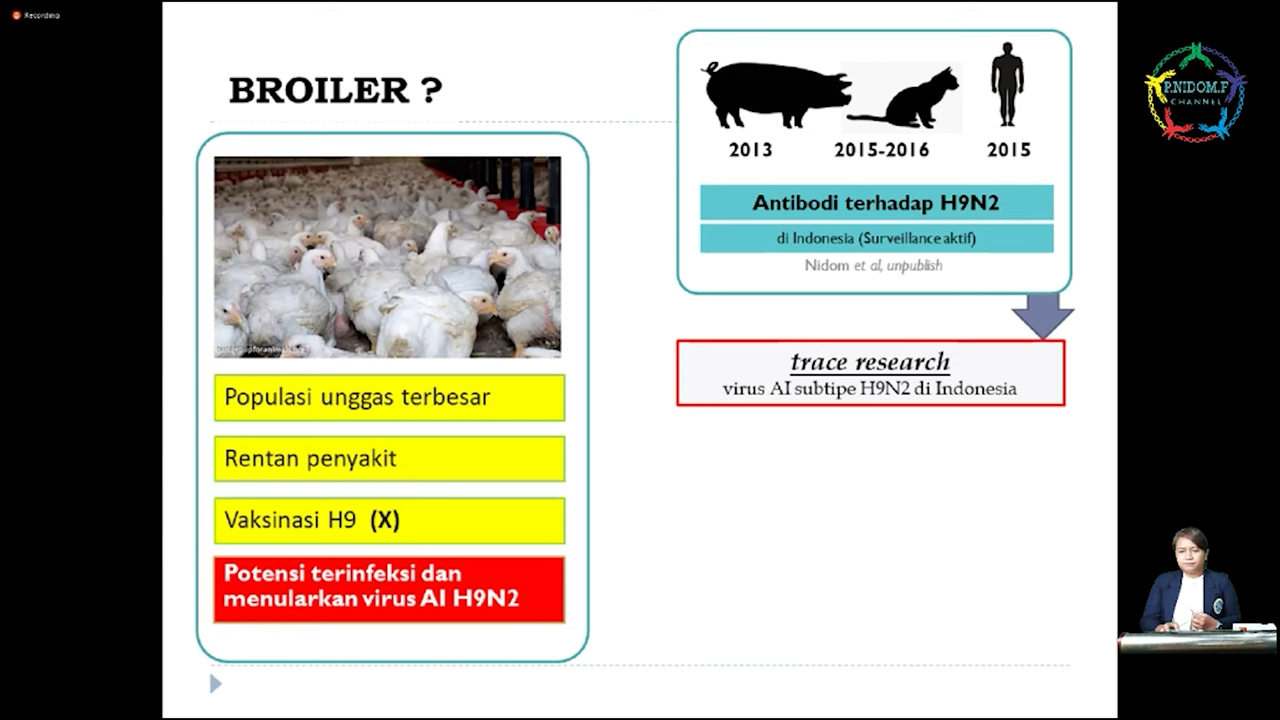 Recording
BROILER ?
2013
2015-2016
2015
Antibodi terhadap H9N2
di Indonesia (Surveillance aktif)
Nidom et al, unpublish
trace research
virus AI subtipe H9N2 di Indonesia
Populasi unggas terbesar
Rentan penyakit
Vaksinasi H9 (X)
Potensi terinfeksi dan
menularkan virus AI H9N2
P.NIDOM.F
CHANNEL